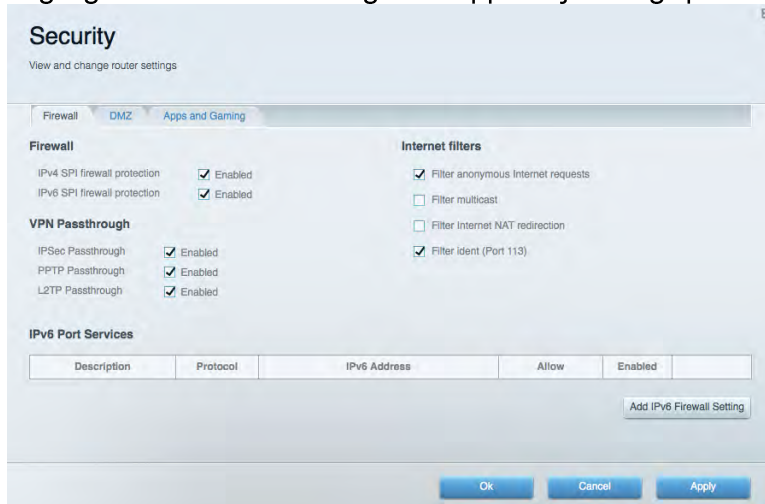 Security
View and change router settings
Firewall DMZ Apps and Gaming
Firewall
IPv4 SPI firewall protection Enabled
IPv6 SPI firewall protection Enabled
VPN Passthrough
IPSec Passthrough Enabled
PPTP Passthrough Enabled
L2TP Passthrough Enabled
Internet filters
Filter anonymous Internet requests
Filter multicast
Filter Internet NAT redirection
Filter ident (Port 113)
IPv6 Port Services
Description Protocol IPv6 Address Allow Enabled
Add IPv6 Firewall Setting
Ok Cancel Apply